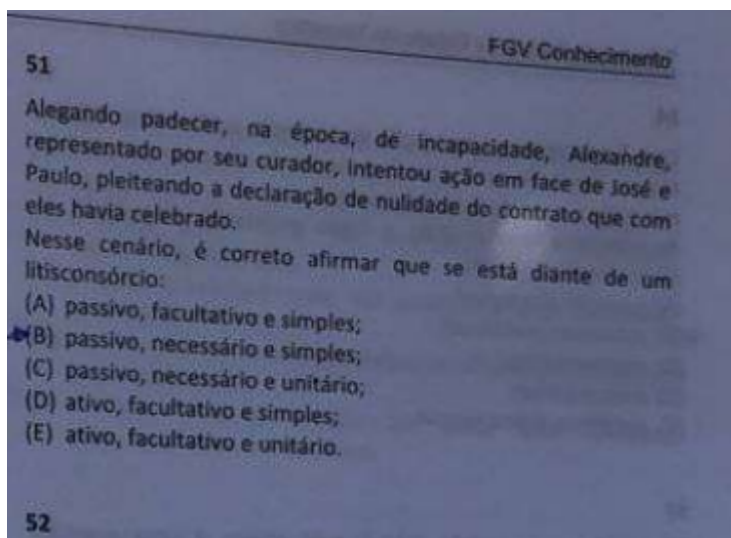 FGV Conhecimento
51
Alegando padecer, na época, de incapacidade, Alexandre,
representado por seu curador, intentou ação em face de José e
Paulo, pleiteando a declaração de nulidade do contrato que com
eles havia celebrado.
Nesse cenário, é correto afirmar que se está diante de um
litisconsórcio:
(A) passivo, facultativo e simples;
(B) passivo, necessário e simples;
(C) passivo, necessário e unitário;
(D) ativo, facultativo e simples;
(E) ativo, facultativo e unitário.
52